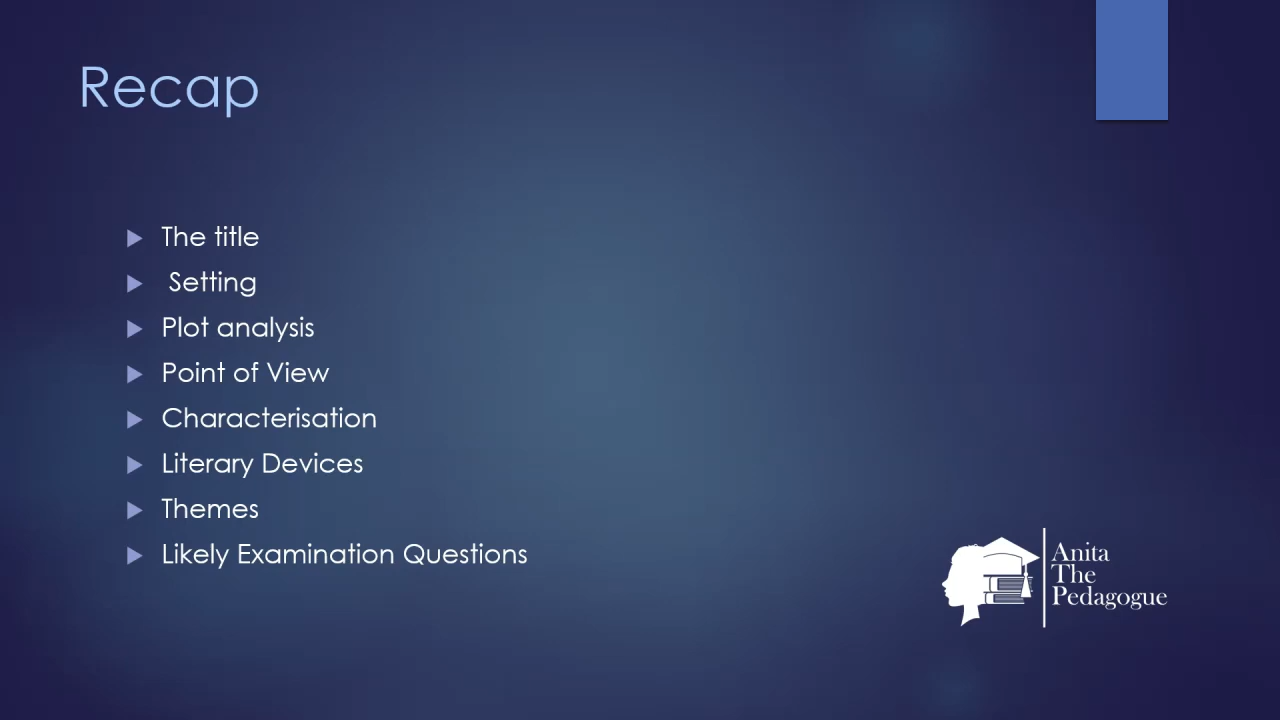 Recap
The title
Setting
Plot analysis
Point of View
Characterisation
Literary Devices
Themes
Likely Examination Questions
Anita
The
Pedagogue